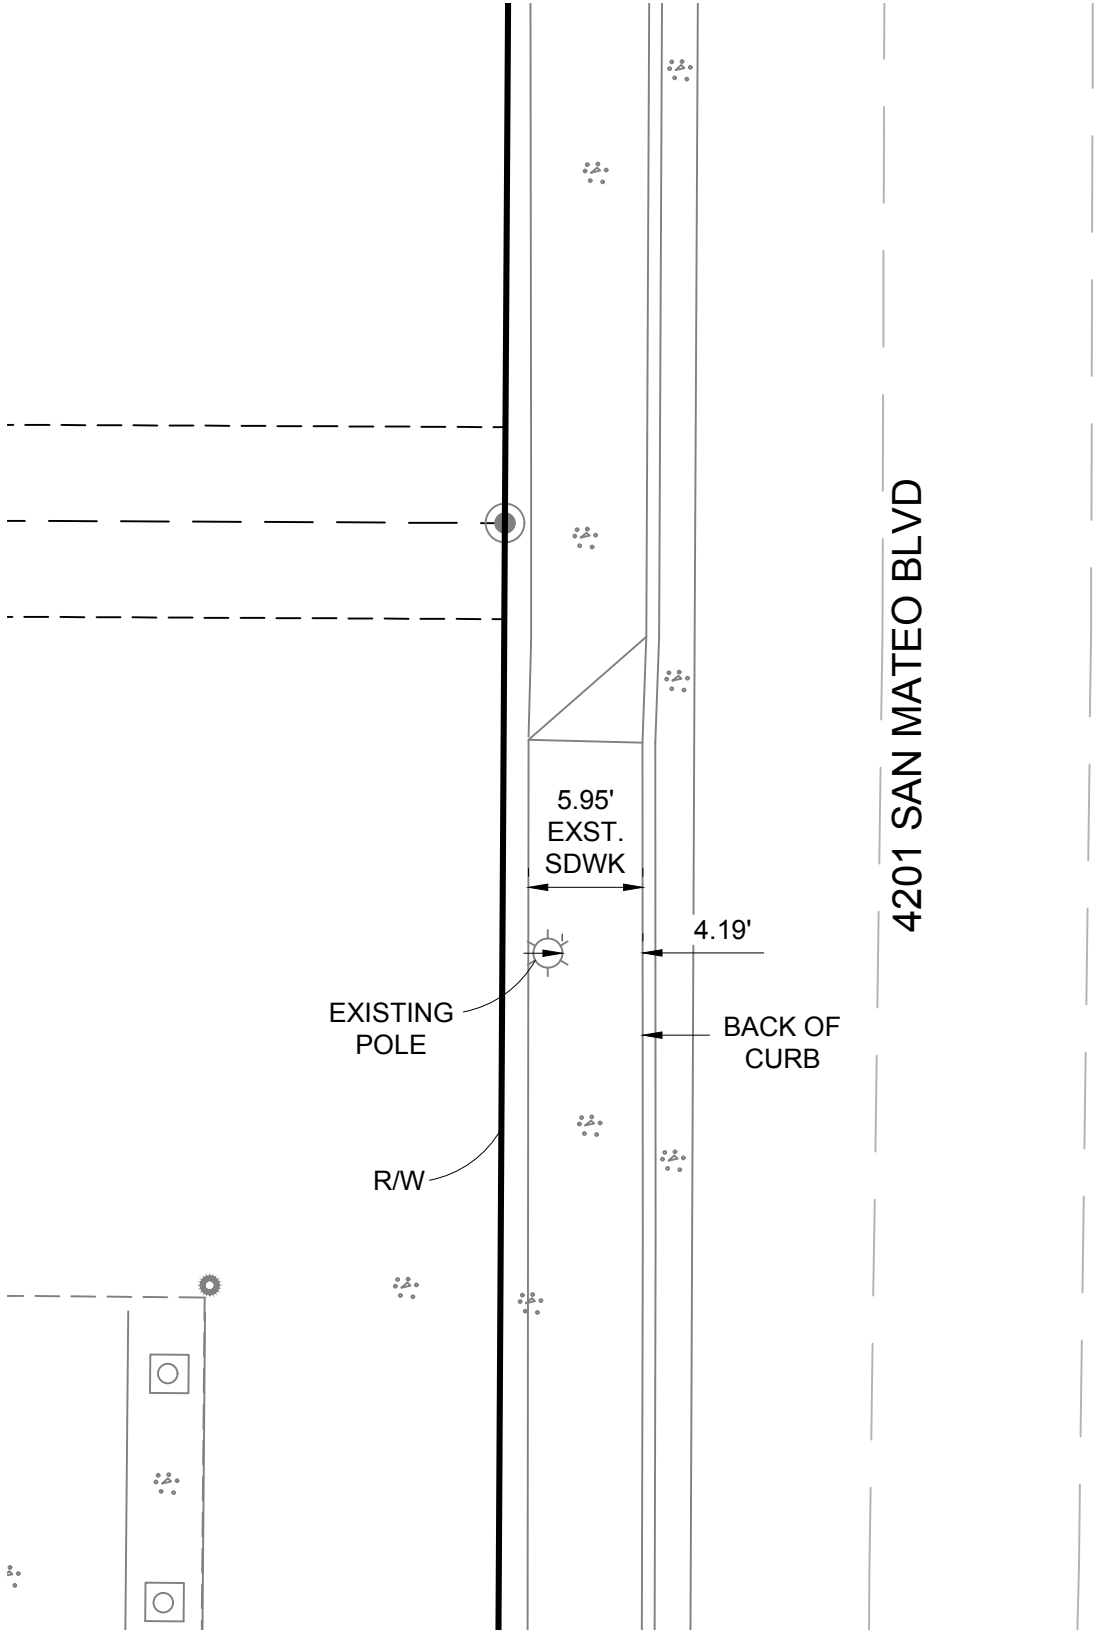 4201 SAN MATEO BLVD
5.95'
EXST.
SDWK
4.19'
EXISTING
POLE
BACK OF
CURB
R/W